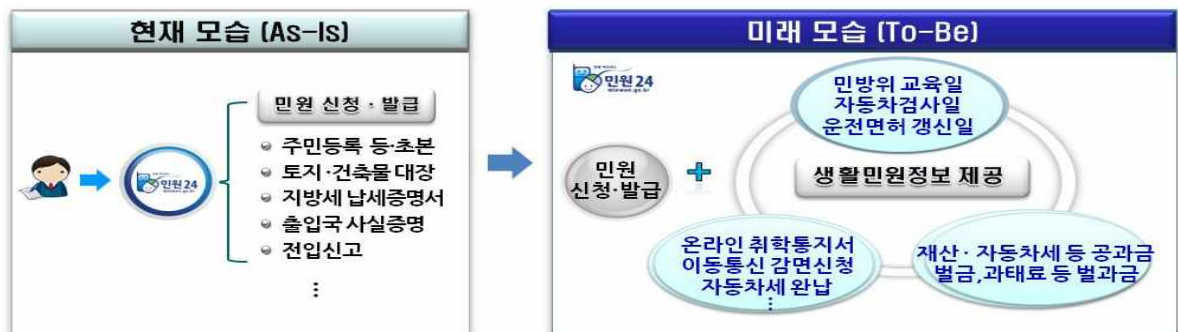 현재 모습 (As-Is)
민원24
minwon.go.kr
민원 신청 · 발급
주민등록 등·초본
토지·건축물 대장
지방세 납세증명서
출입국 사실증명
전입신고
⋮
미래 모습 (To-Be)
민원24
minwon.go.kr
민원
신청·발급
+
민방위 교육일
자동차검사일
운전면허 갱신일
생활민원정보 제공
온라인 취학통지서
이동통신 감면신청
자동차세 완납
⋮
재산· 자동차세 등 공과금
벌금,과태료 등 벌과금